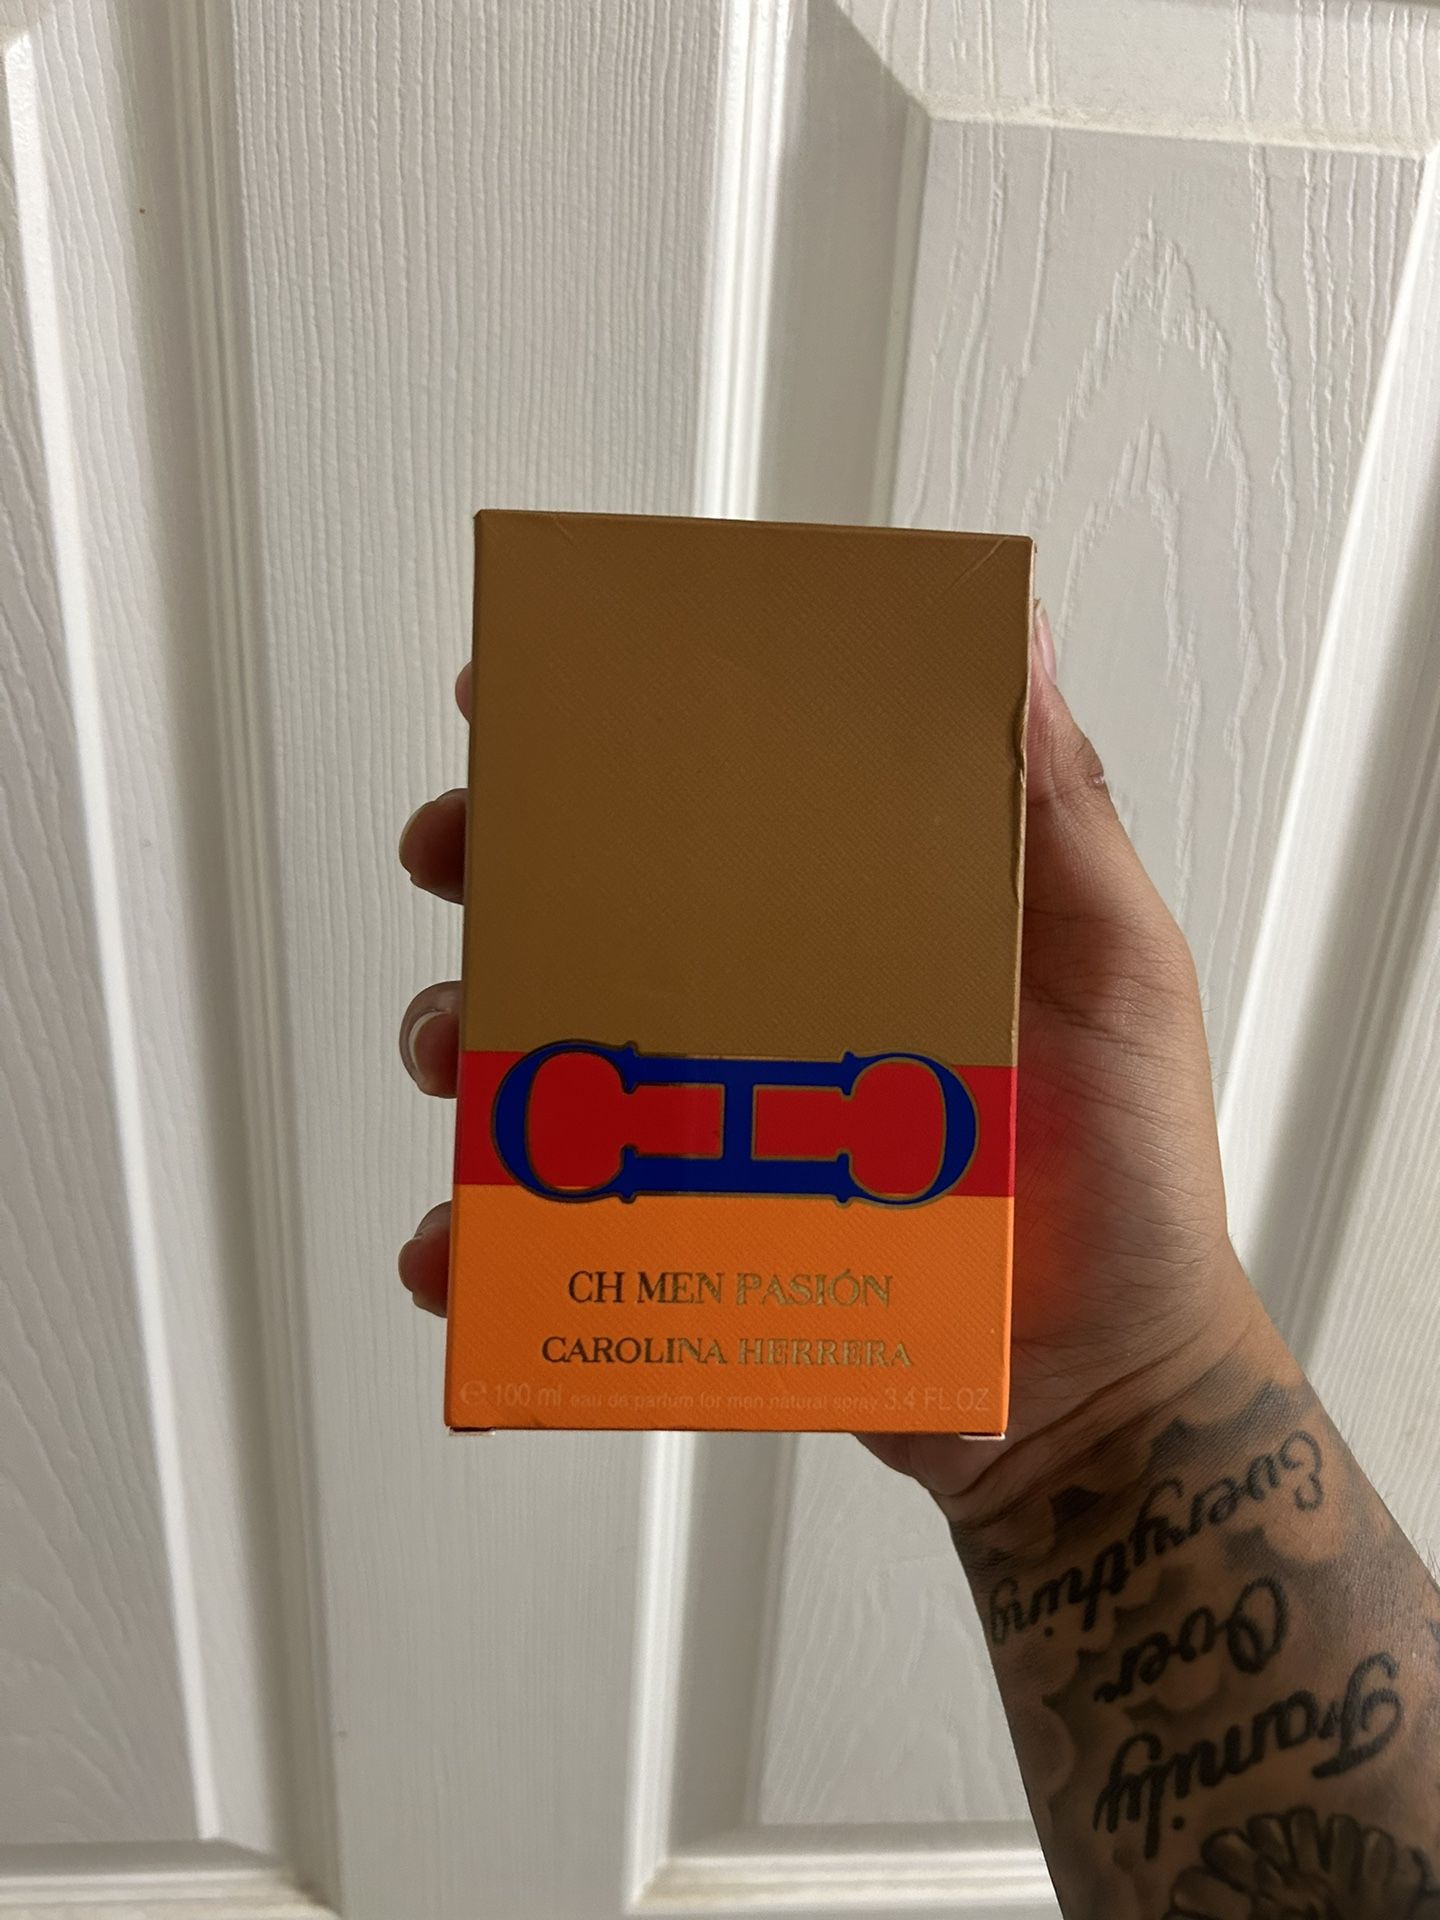 CH MEN PASIÓN
CAROLINA HERRERA
℮ 100 ml eau de parfum for men natural spray 3.4 FL OZ
Family
Over
Everything